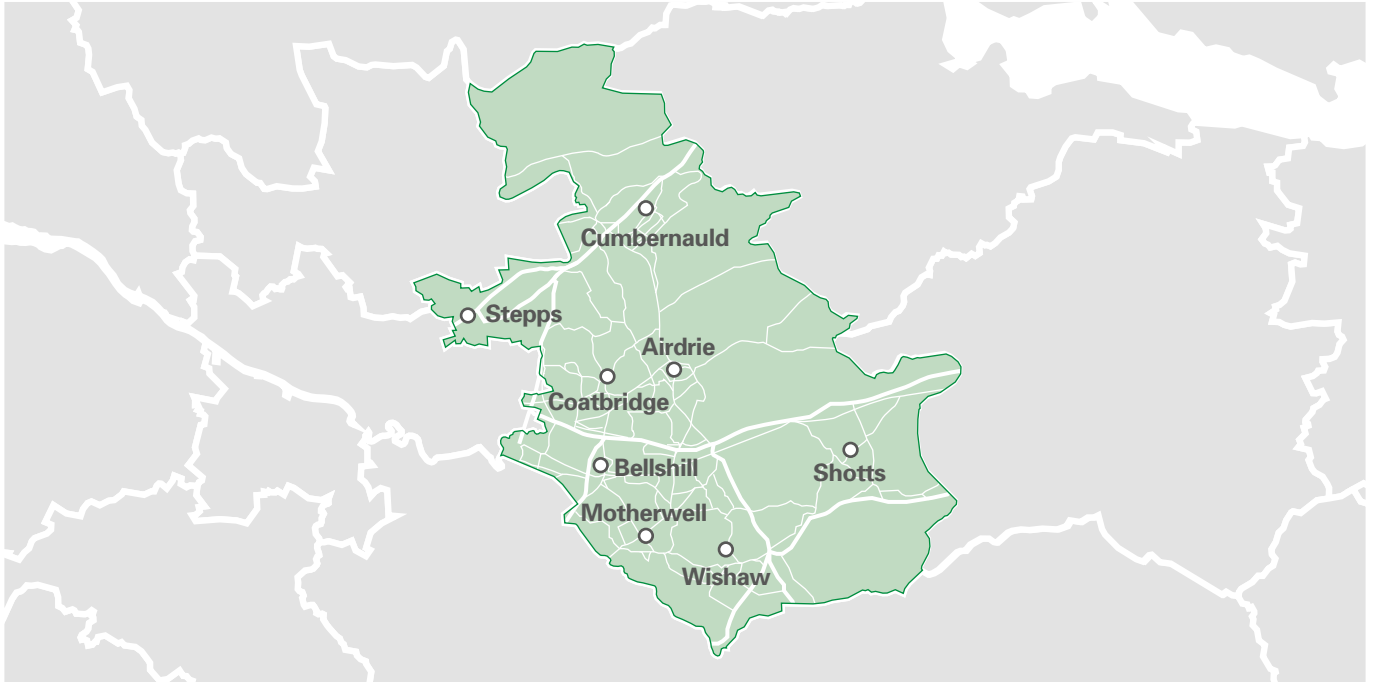 Cumbernauld
Stepps
Airdrie
Coatbridge
Bellshill
Shotts
Motherwell
Wishaw